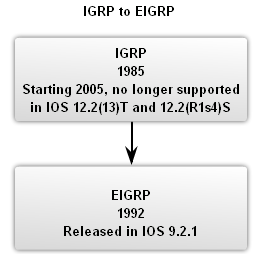 IGRP to EIGRP
IGRP
1985
Starting 2005, no longer supported
in IOS 12.2(13)T and 12.2(R1s4)S
EIGRP
1992
Released in IOS 9.2.1